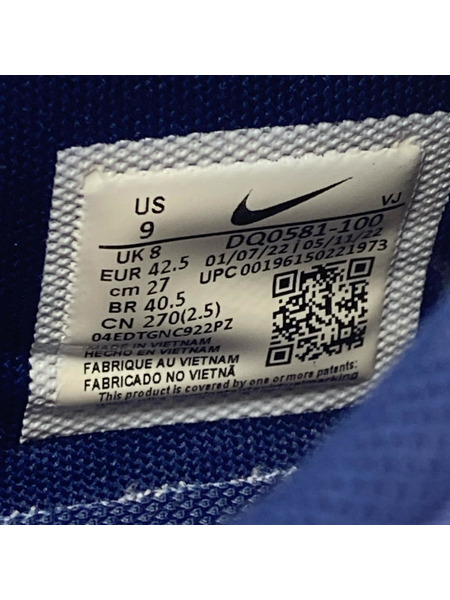 US
9
UK 8
EUR 42.5
cm 27
BR 40.5
CN 270(2.5)
04EDTGNC922PZ
MADE IN VIETNAM
HECHO EN VIETNAM
FABRIQUE AU VIETNAM
FABRICADO NO VIETNÃ
This product is covered by one or more patents:
VJ
DQ0581-100
01/07/22 | 05/11/22
UPC 00196150221973